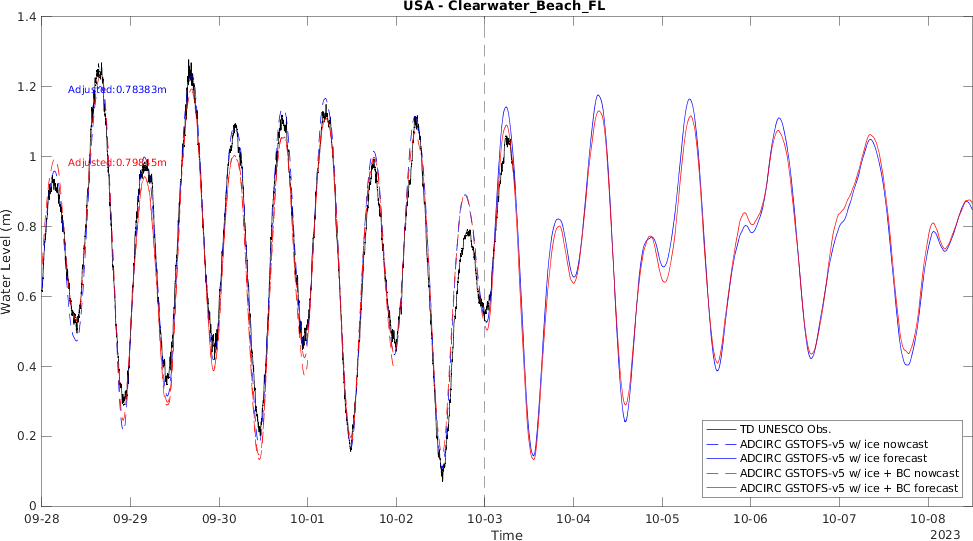 USA - Clearwater_Beach_FL
1.4
1.2
1
0.8
0.6
0.4
0.2
0
Water Level (m)
Adjusted:0.78383m
TD UNESCO Obs.
ADCIRC GSTOFS-v5 w/ ice nowcast
ADCIRC GSTOFS-v5 w/ ice forecast
ADCIRC GSTOFS-v5 w/ ice + BC nowcast
ADCIRC GSTOFS-v5 w/ ice + BC forecast
09-28 09-29 09-30 10-01 10-02 10-03 10-04 10-05 10-06 10-07 10-08
Time
2023